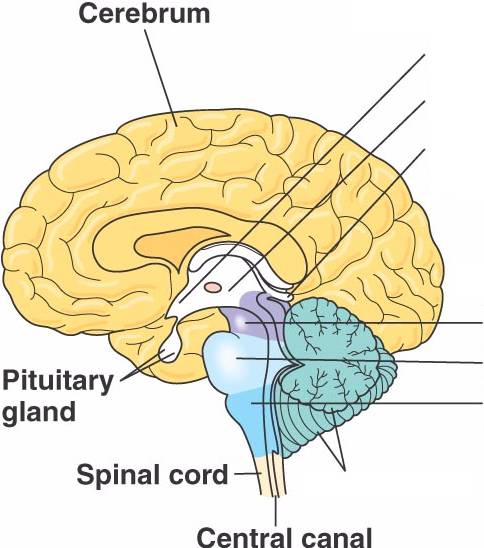 Cerebrum
Pituitary
gland
Spinal cord
Central canal